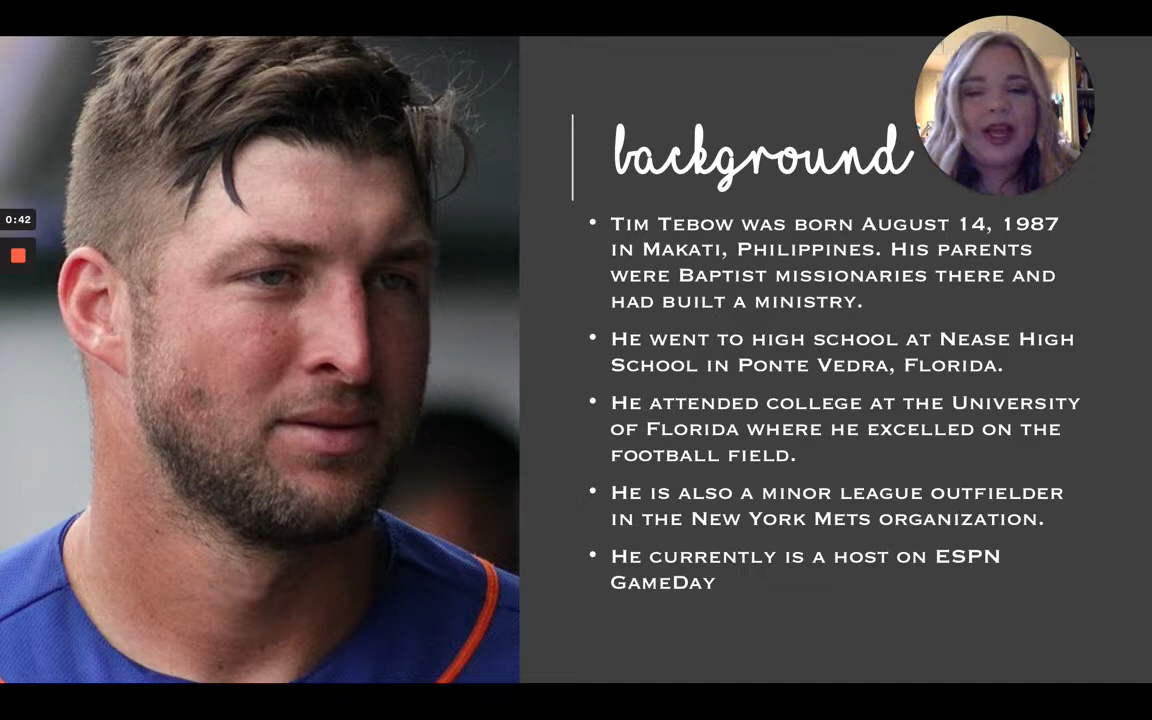 background
0:42
• Tim Tebow was born August 14, 1987
in Makati, Philippines. His parents
were Baptist missionaries there and
had built a ministry.
• He went to high school at Nease High
School in Ponte Vedra, Florida.
• He attended college at the University
of Florida where he excelled on the
football field.
• He is also a minor league outfielder
in the New York Mets organization.
• He currently is a host on ESPN
GameDay